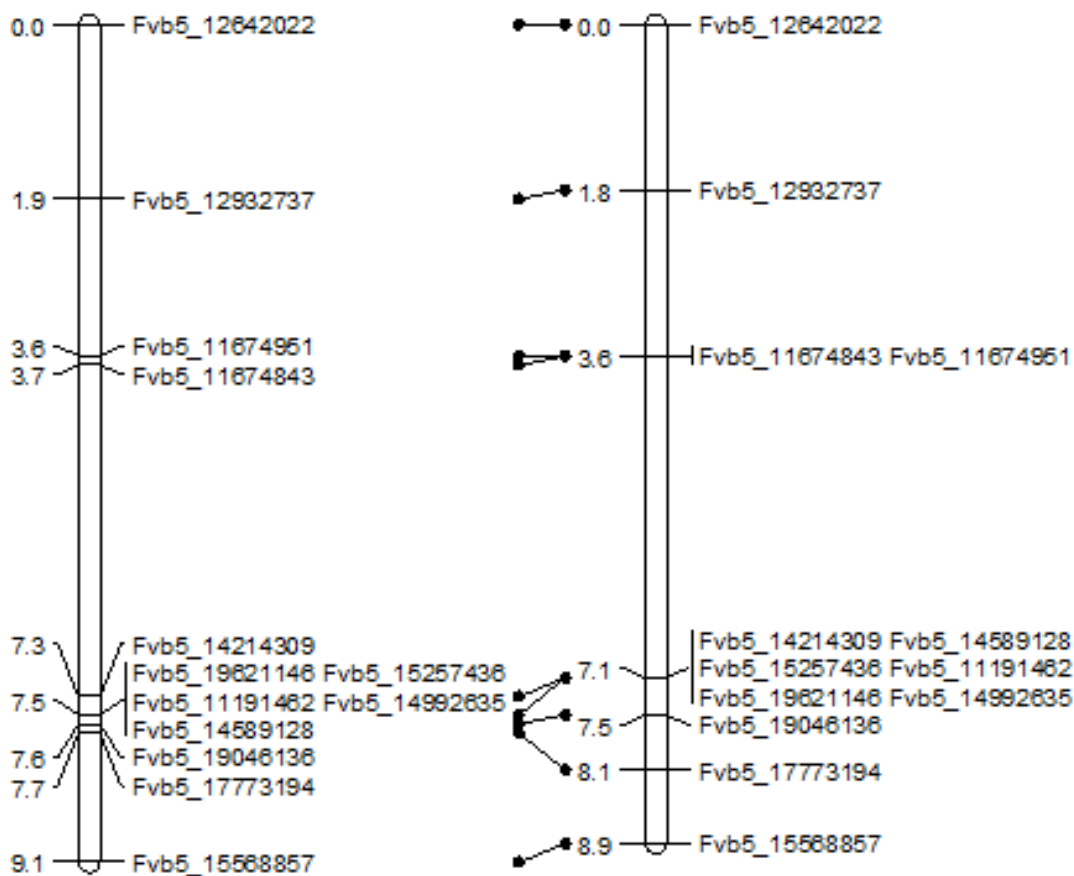 0.0 Fvb5_12642022
1.9 Fvb5_12932737
3.6 Fvb5_11674951
3.7 Fvb5_11674843
7.3 Fvb5_14214309
Fvb5_19621146 Fvb5_15257436
7.5 Fvb5_11191462 Fvb5_14992635
Fvb5_14589128
7.6 Fvb5_19046136
7.7 Fvb5_17773194
9.1 Fvb5_15568857
0.0 Fvb5_12642022
1.8 Fvb5_12932737
3.6 Fvb5_11674843 Fvb5_11674951
Fvb5_14214309 Fvb5_14589128
7.1 Fvb5_15257436 Fvb5_11191462
Fvb5_19621146 Fvb5_14992635
7.5 Fvb5_19046136
8.1 Fvb5_17773194
8.9 Fvb5_15568857